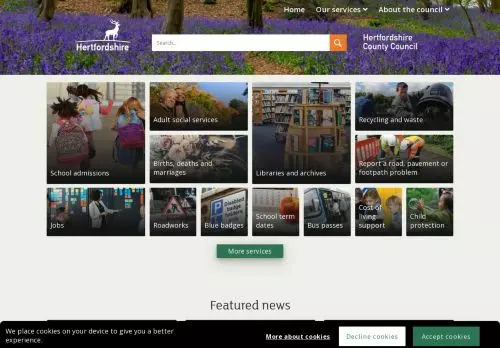 Home
Our services
About the council
Hertfordshire
Search...
Hertfordshire
County Council
School admissions
Adult social services
Births, deaths and
marriages
Libraries and archives
Recycling and waste
Report a road, pavement or
footpath problem
Jobs
Roadworks
Disabled
badge
holders
Blue badges
School term
dates
Bus passes
Cost of
living
support
Child
protection
More services
Featured news
We place cookies on your device to give you a better
experience.
More about cookies
Decline cookies
Accept cookies